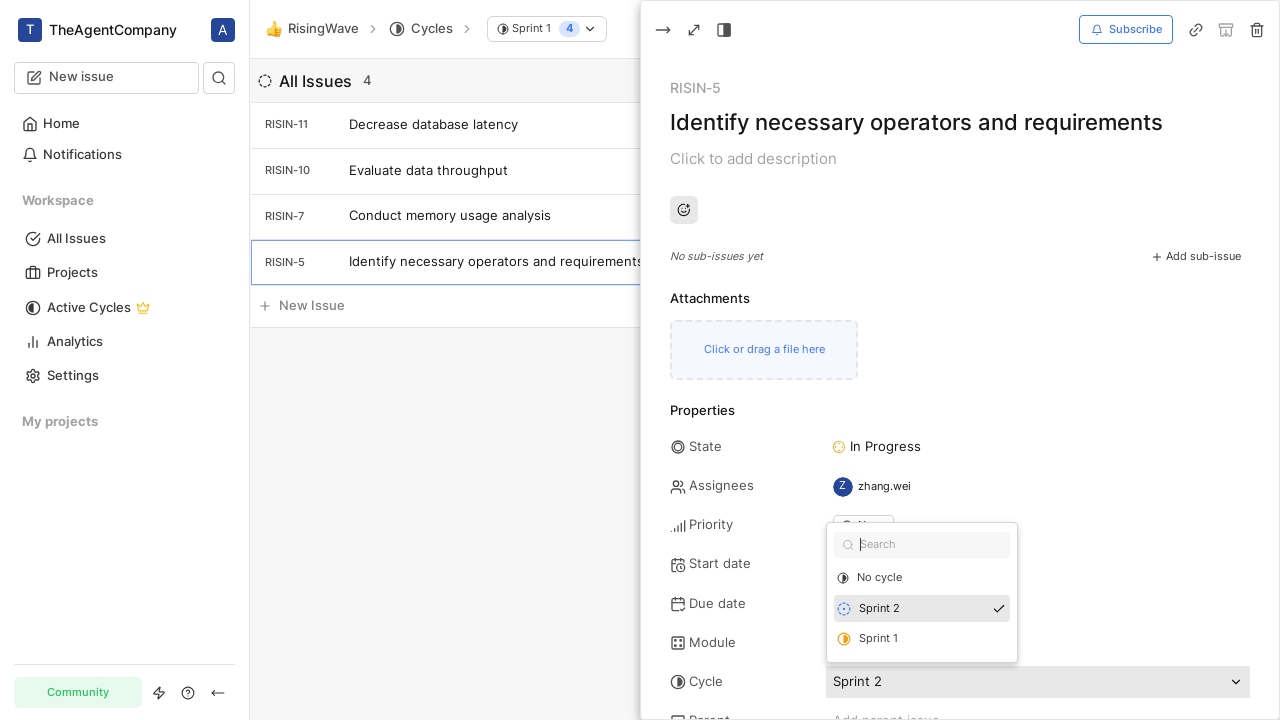 T TheAgentCompany A
New issue
Home
Notifications
Workspace
All Issues
Projects
Active Cycles
Analytics
Settings
My projects
Community
RisingWave
Cycles
Sprint 1 4
All Issues 4
RISIN-11 Decrease database latency
RISIN-10 Evaluate data throughput
RISIN-7 Conduct memory usage analysis
RISIN-5 Identify necessary operators and requirements
New Issue
Subscribe
RISIN-5
Identify necessary operators and requirements
Click to add description
No sub-issues yet
Add sub-issue
Attachments
Click or drag a file here
Properties
State In Progress
Assignees Z zhang.wei
Priority
Start date
Due date
Module
Search
No cycle
Sprint 2
Sprint 1
Cycle Sprint 2
Parent Add parent issue